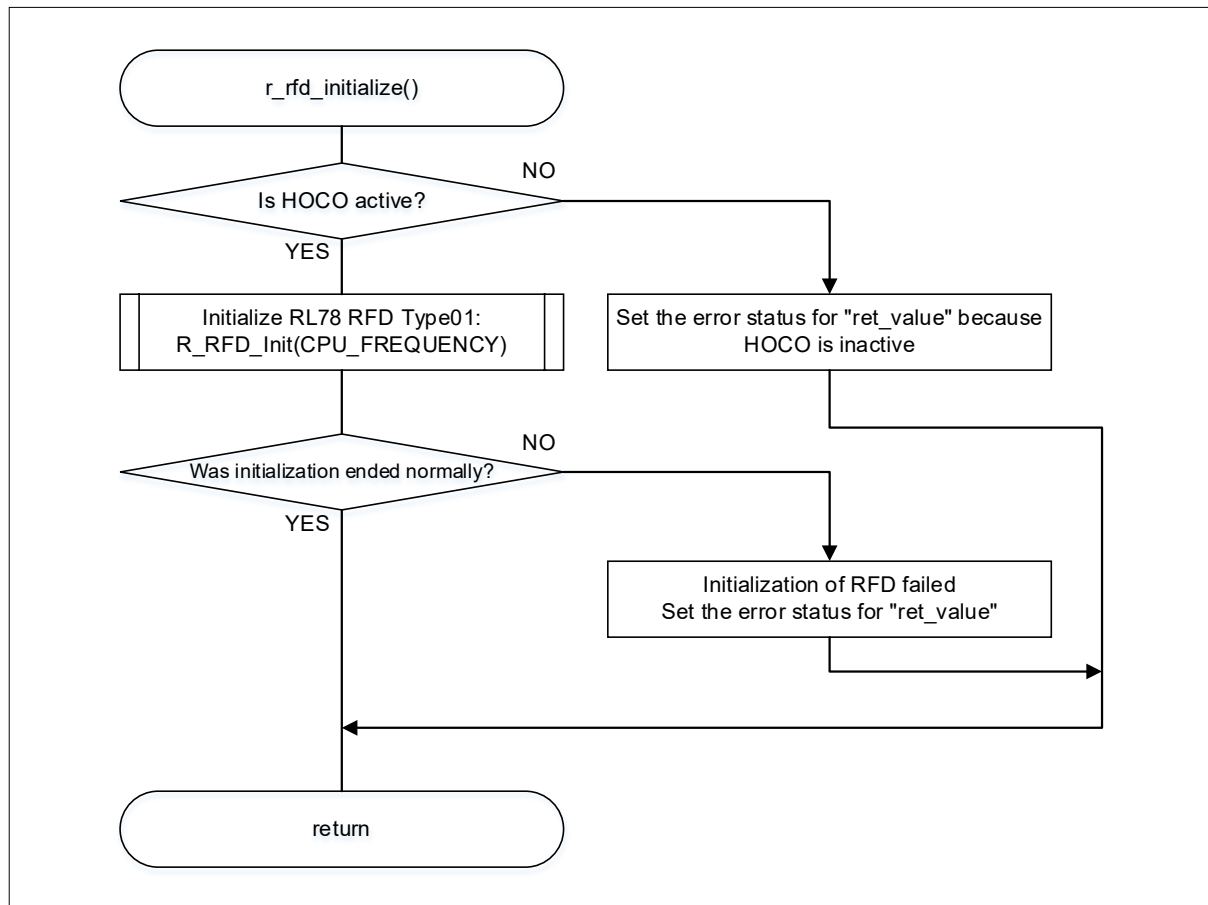 r_rfd_initialize()
NO
Is HOCO active?
YES
Initialize RL78 RFD Type01:
R_RFD_Init(CPU_FREQUENCY)
Set the error status for "ret_value" because
HOCO is inactive
NO
Was initialization ended normally?
YES
Initialization of RFD failed
Set the error status for "ret_value"
return